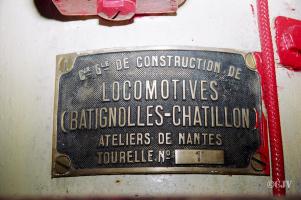 Cie Gle DE CONSTRUCTION DE
LOCOMOTIVES
(BATIGNOLLES-CHATILLON)
ATELIERS DE NANTES
TOURELLE.No 1
©CJV